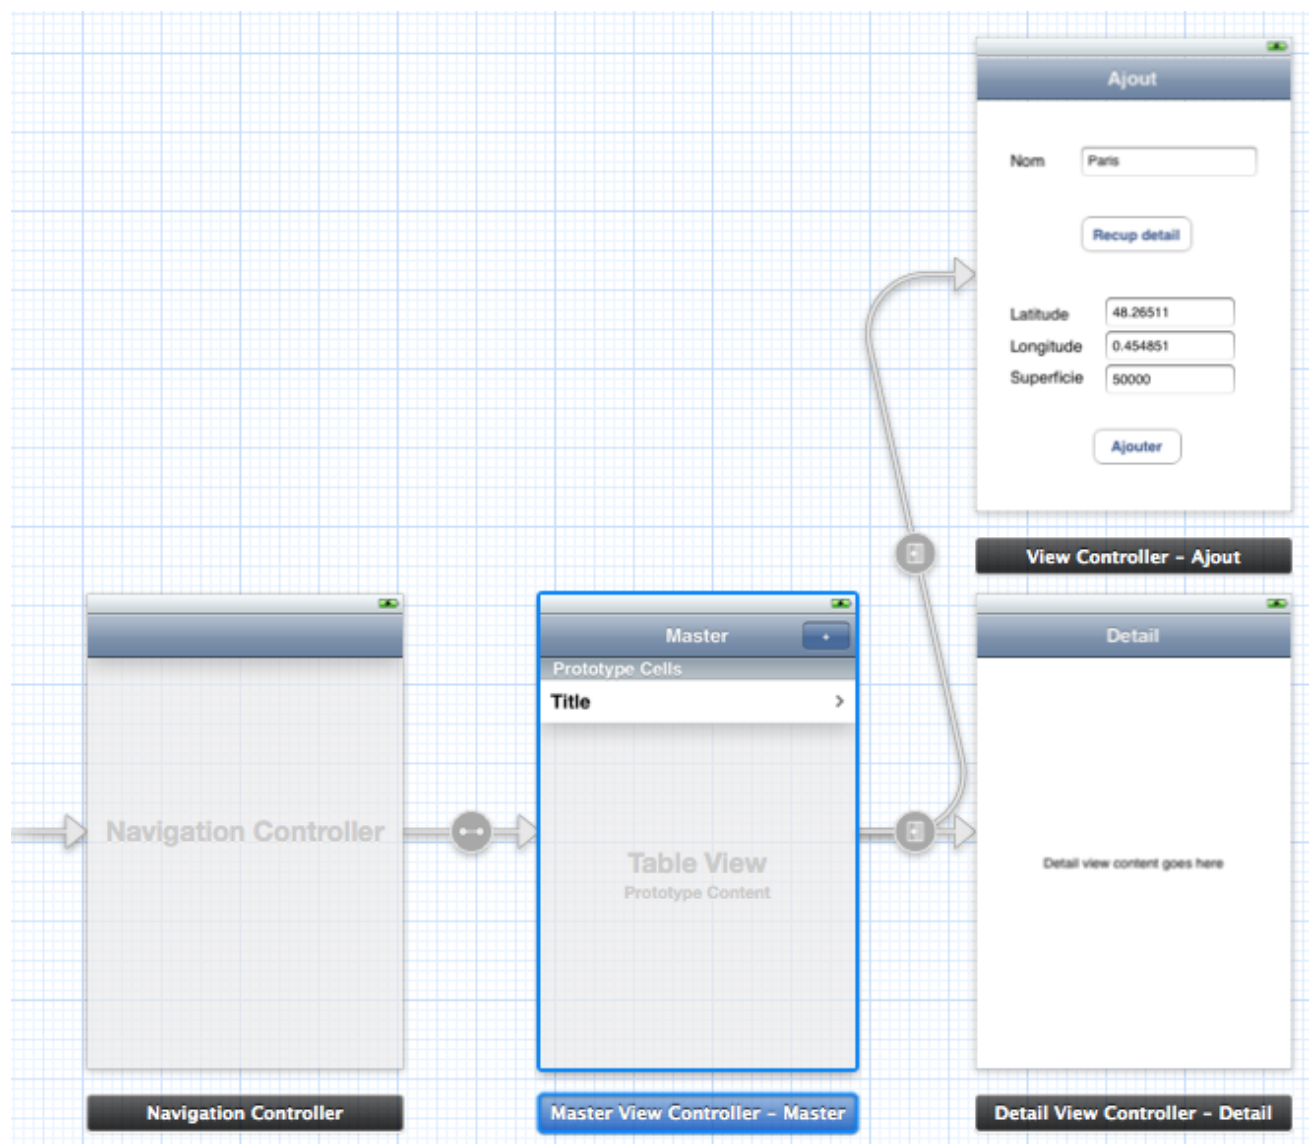 Ajout
Nom
Paris
Recup detail
Latitude
48.26511
Longitude
0.454851
Superficie
50000
Ajouter
View Controller - Ajout
Navigation Controller
Navigation Controller
Master
+
Prototype Cells
Title
Table View
Prototype Content
Master View Controller - Master
Detail
Detail view content goes here
Detail View Controller - Detail